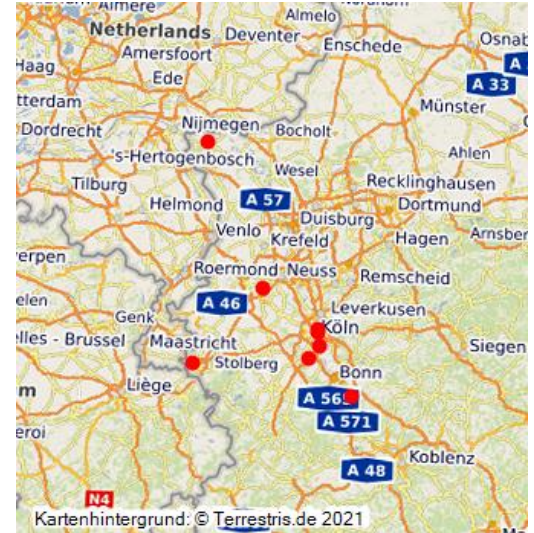 Almere
Almelo
Netherlands
Deventer
Osnab
Amersfoort
Enschede
Haag
Ede
A 33
tterdam
Münster
Dordrecht
Nijmegen
Bocholt
's-Hertogenbosch
Ahlen
Wesel
Tilburg
Recklinghausen
Helmond
A 57
Dortmund
Duisburg
Venlo
Krefeld
Hagen
Arnsber
erpen
Roermond
Neuss
Remscheid
elen
A 46
Genk
Leverkusen
elles - Brussel
Maastricht
Köln
Siegen
Stolberg
Bonn
Liège
m
A 565
A 571
eroi
Koblenz
A 48
N4
Kartenhintergrund: © Terrestris.de 2021